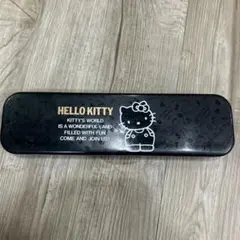 HELLO KITTY
KITTY'S WORLD
IS A WONDERFUL LAND
FILLED WITH FUN
COME AND JOIN US!